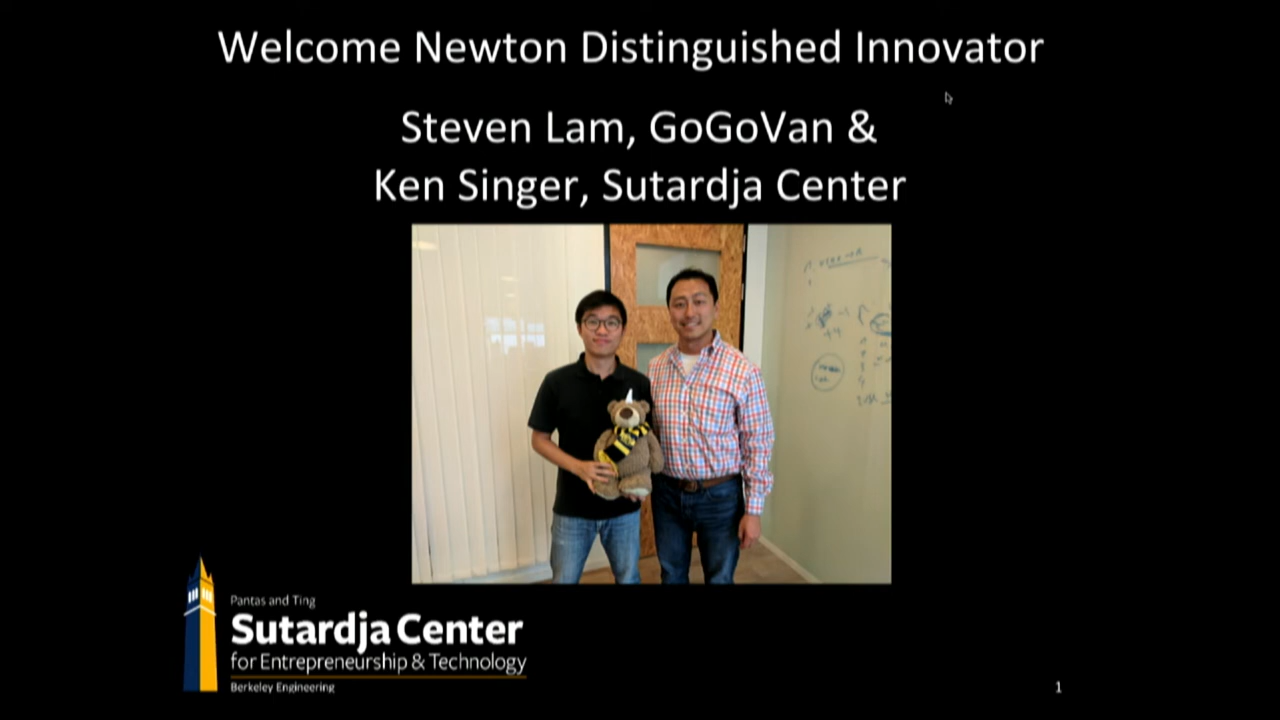 Welcome Newton Distinguished Innovator
Steven Lam, GoGoVan &
Ken Singer, Sutardja Center
Pantas and Ting
Sutardja Center
for Entrepreneurship & Technology
Berkeley Engineering
1